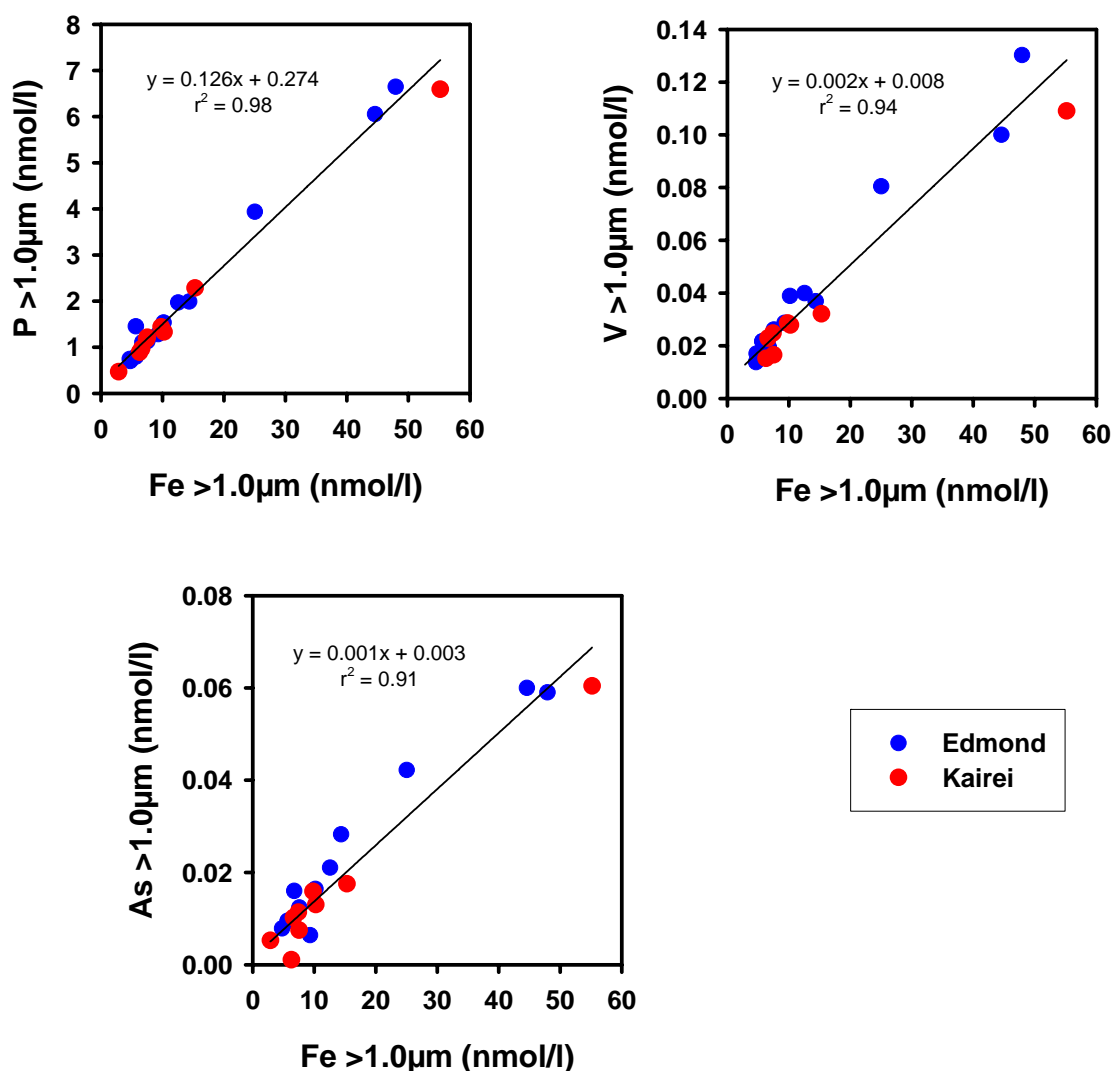 8
7
6
5
4
3
2
1
0
P >1.0µm (nmol/l)
y = 0.126x + 0.274
r² = 0.98
0 10 20 30 40 50 60
Fe >1.0µm (nmol/l)
0.14
0.12
0.10
0.08
0.06
0.04
0.02
0.00
V >1.0µm (nmol/l)
y = 0.002x + 0.008
r² = 0.94
0 10 20 30 40 50 60
Fe >1.0µm (nmol/l)
0.08
0.06
0.04
0.02
0.00
As >1.0µm (nmol/l)
y = 0.001x + 0.003
r² = 0.91
0 10 20 30 40 50 60
Fe >1.0µm (nmol/l)
Edmond
Kairei